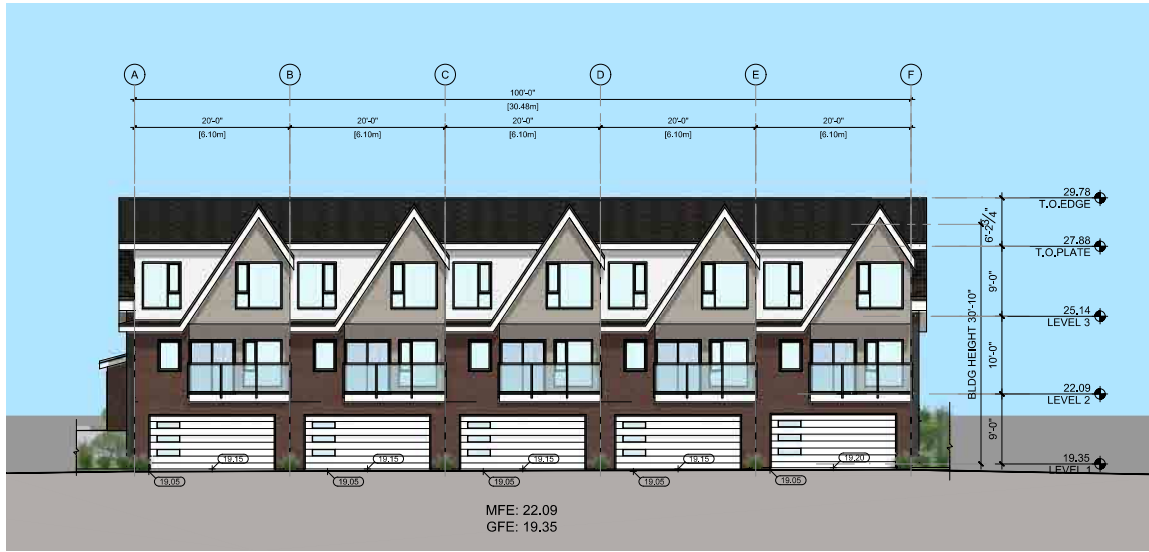 A B C D E F
100'-0"
[30.48m]
20'-0" 20'-0" 20'-0" 20'-0" 20'-0"
[6.10m] [6.10m] [6.10m] [6.10m] [6.10m]
29.78
T.O.EDGE
6'-2 3/4"
27.88
T.O.PLATE
9'-0"
25.14
LEVEL 3
BLDG HEIGHT 30'-10"
10'-0"
22.09
LEVEL 2
9'-0"
19.35
LEVEL 1
19.15 19.15 19.15 19.15 19.20
19.05 19.05 19.05 19.05 19.05
MFE: 22.09
GFE: 19.35